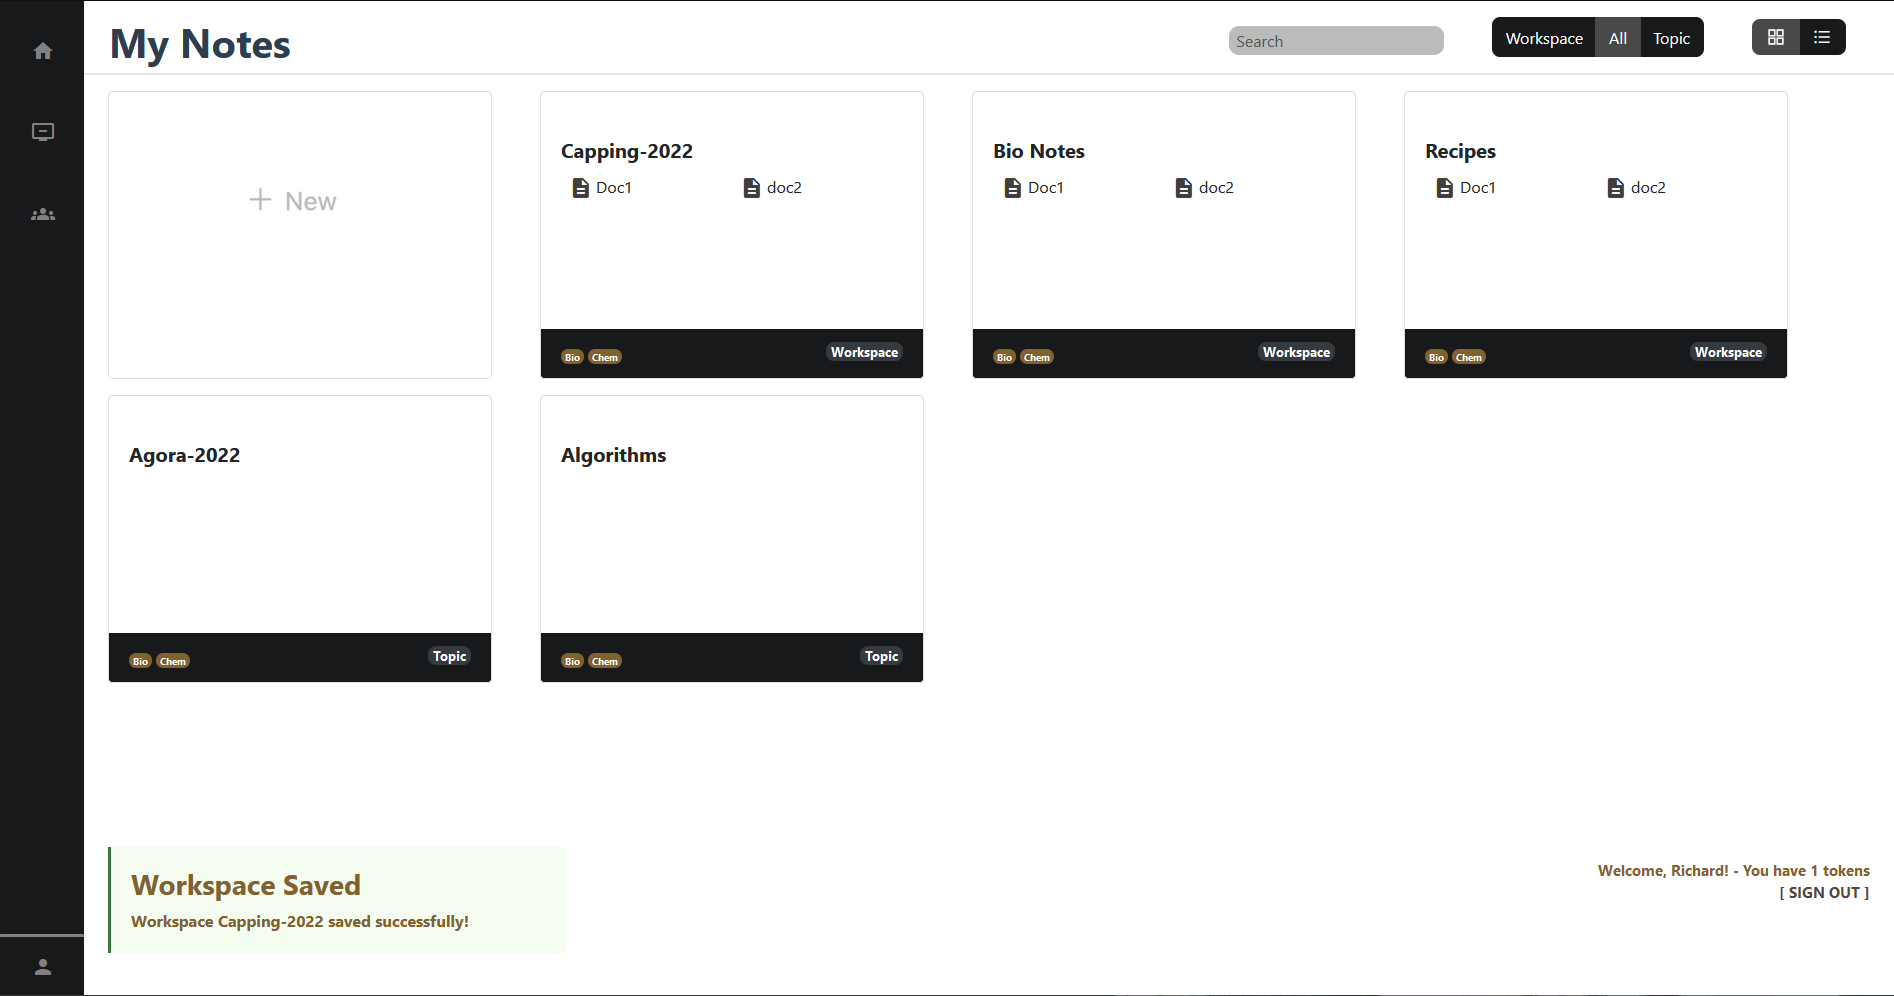 My Notes
Search
Workspace All Topic
New
Capping-2022
Doc1 doc2
Bio Chem Workspace
Bio Notes
Doc1 doc2
Bio Chem Workspace
Recipes
Doc1 doc2
Bio Chem Workspace
Agora-2022
Bio Chem Topic
Algorithms
Bio Chem Topic
Workspace Saved
Workspace Capping-2022 saved successfully!
Welcome, Richard! - You have 1 tokens
[ SIGN OUT ]